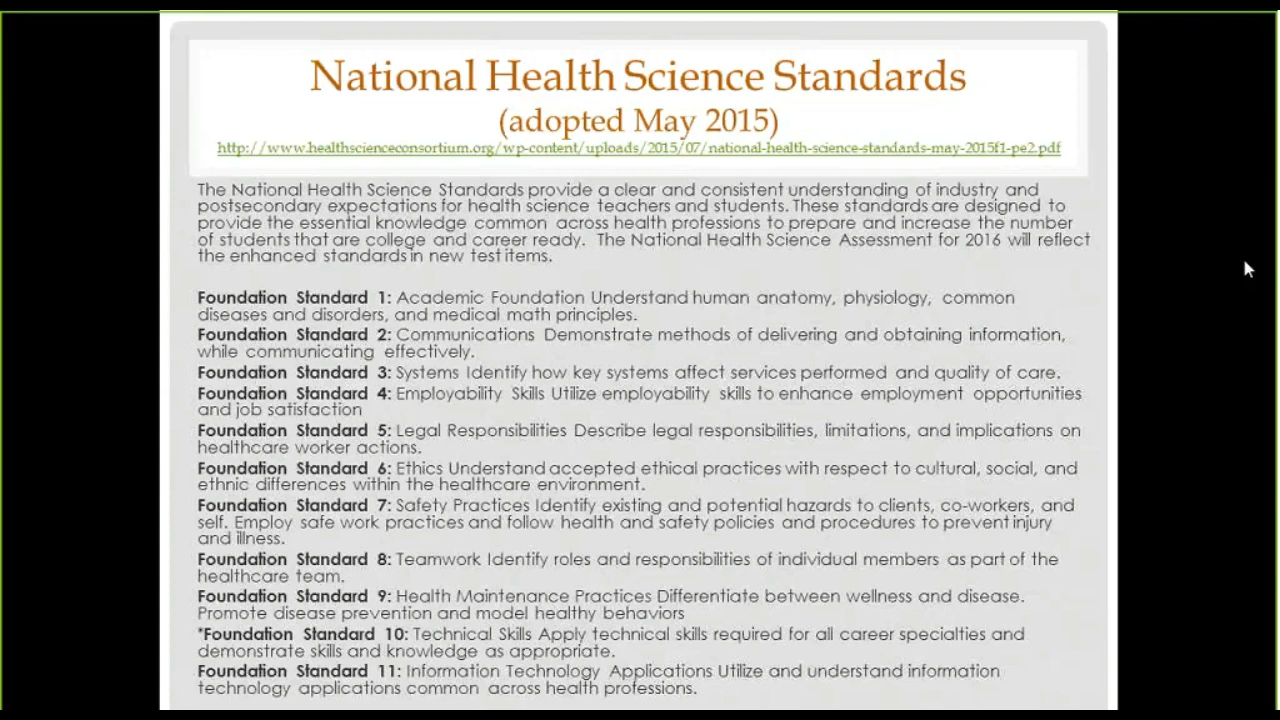 National Health Science Standards
(adopted May 2015)
http://www.healthscienceconsortium.org/wp-content/uploads/2015/07/national-health-science-standards-may-2015f1-pe2.pdf
The National Health Science Standards provide a clear and consistent understanding of industry and
postsecondary expectations for health science teachers and students. These standards are designed to
provide the essential knowledge common across health professions to prepare and increase the number
of students that are college and career ready. The National Health Science Assessment for 2016 will reflect
the enhanced standards in new test items.
Foundation Standard 1: Academic Foundation Understand human anatomy, physiology, common
diseases and disorders, and medical math principles.
Foundation Standard 2: Communications Demonstrate methods of delivering and obtaining information,
while communicating effectively.
Foundation Standard 3: Systems Identify how key systems affect services performed and quality of care.
Foundation Standard 4: Employability Skills Utilize employability skills to enhance employment opportunities
and job satisfaction
Foundation Standard 5: Legal Responsibilities Describe legal responsibilities, limitations, and implications on
healthcare worker actions.
Foundation Standard 6: Ethics Understand accepted ethical practices with respect to cultural, social, and
ethnic differences within the healthcare environment.
Foundation Standard 7: Safety Practices Identify existing and potential hazards to clients, co-workers, and
self. Employ safe work practices and follow health and safety policies and procedures to prevent injury
and illness.
Foundation Standard 8: Teamwork Identify roles and responsibilities of individual members as part of the
healthcare team.
Foundation Standard 9: Health Maintenance Practices Differentiate between wellness and disease.
Promote disease prevention and model healthy behaviors
*Foundation Standard 10: Technical Skills Apply technical skills required for all career specialties and
demonstrate skills and knowledge as appropriate.
Foundation Standard 11: Information Technology Applications Utilize and understand information
technology applications common across health professions.